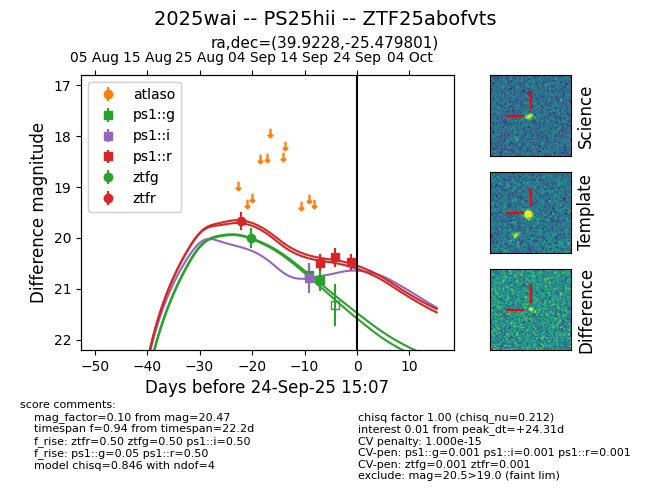 2025wai -- PS25hii -- ZTF25abofvts
ra,dec=(39.9228,-25.479801)
05 Aug 15 Aug 25 Aug 04 Sep 14 Sep 24 Sep 04 Oct
17
18
19
20
21
22
Difference magnitude
atlaso
ps1::g
ps1::i
ps1::r
ztfg
ztfr
−50 −40 −30 −20 −10 0 10
Days before 24-Sep-25 15:07
Science
Template
Difference
score comments:
mag_factor=0.10 from mag=20.47
timespan f=0.94 from timespan=22.2d
f_rise: ztfr=0.50 ztfg=0.50 ps1::i=0.50
f_rise: ps1::g=0.05 ps1::r=0.50
model chisq=0.846 with ndof=4
chisq factor 1.00 (chisq_nu=0.212)
interest 0.01 from peak_dt=+24.31d
CV penalty: 1.000e-15
CV-pen: ps1::g=0.001 ps1::i=0.001 ps1::r=0.001
CV-pen: ztfg=0.001 ztfr=0.001
exclude: mag=20.5>19.0 (faint lim)